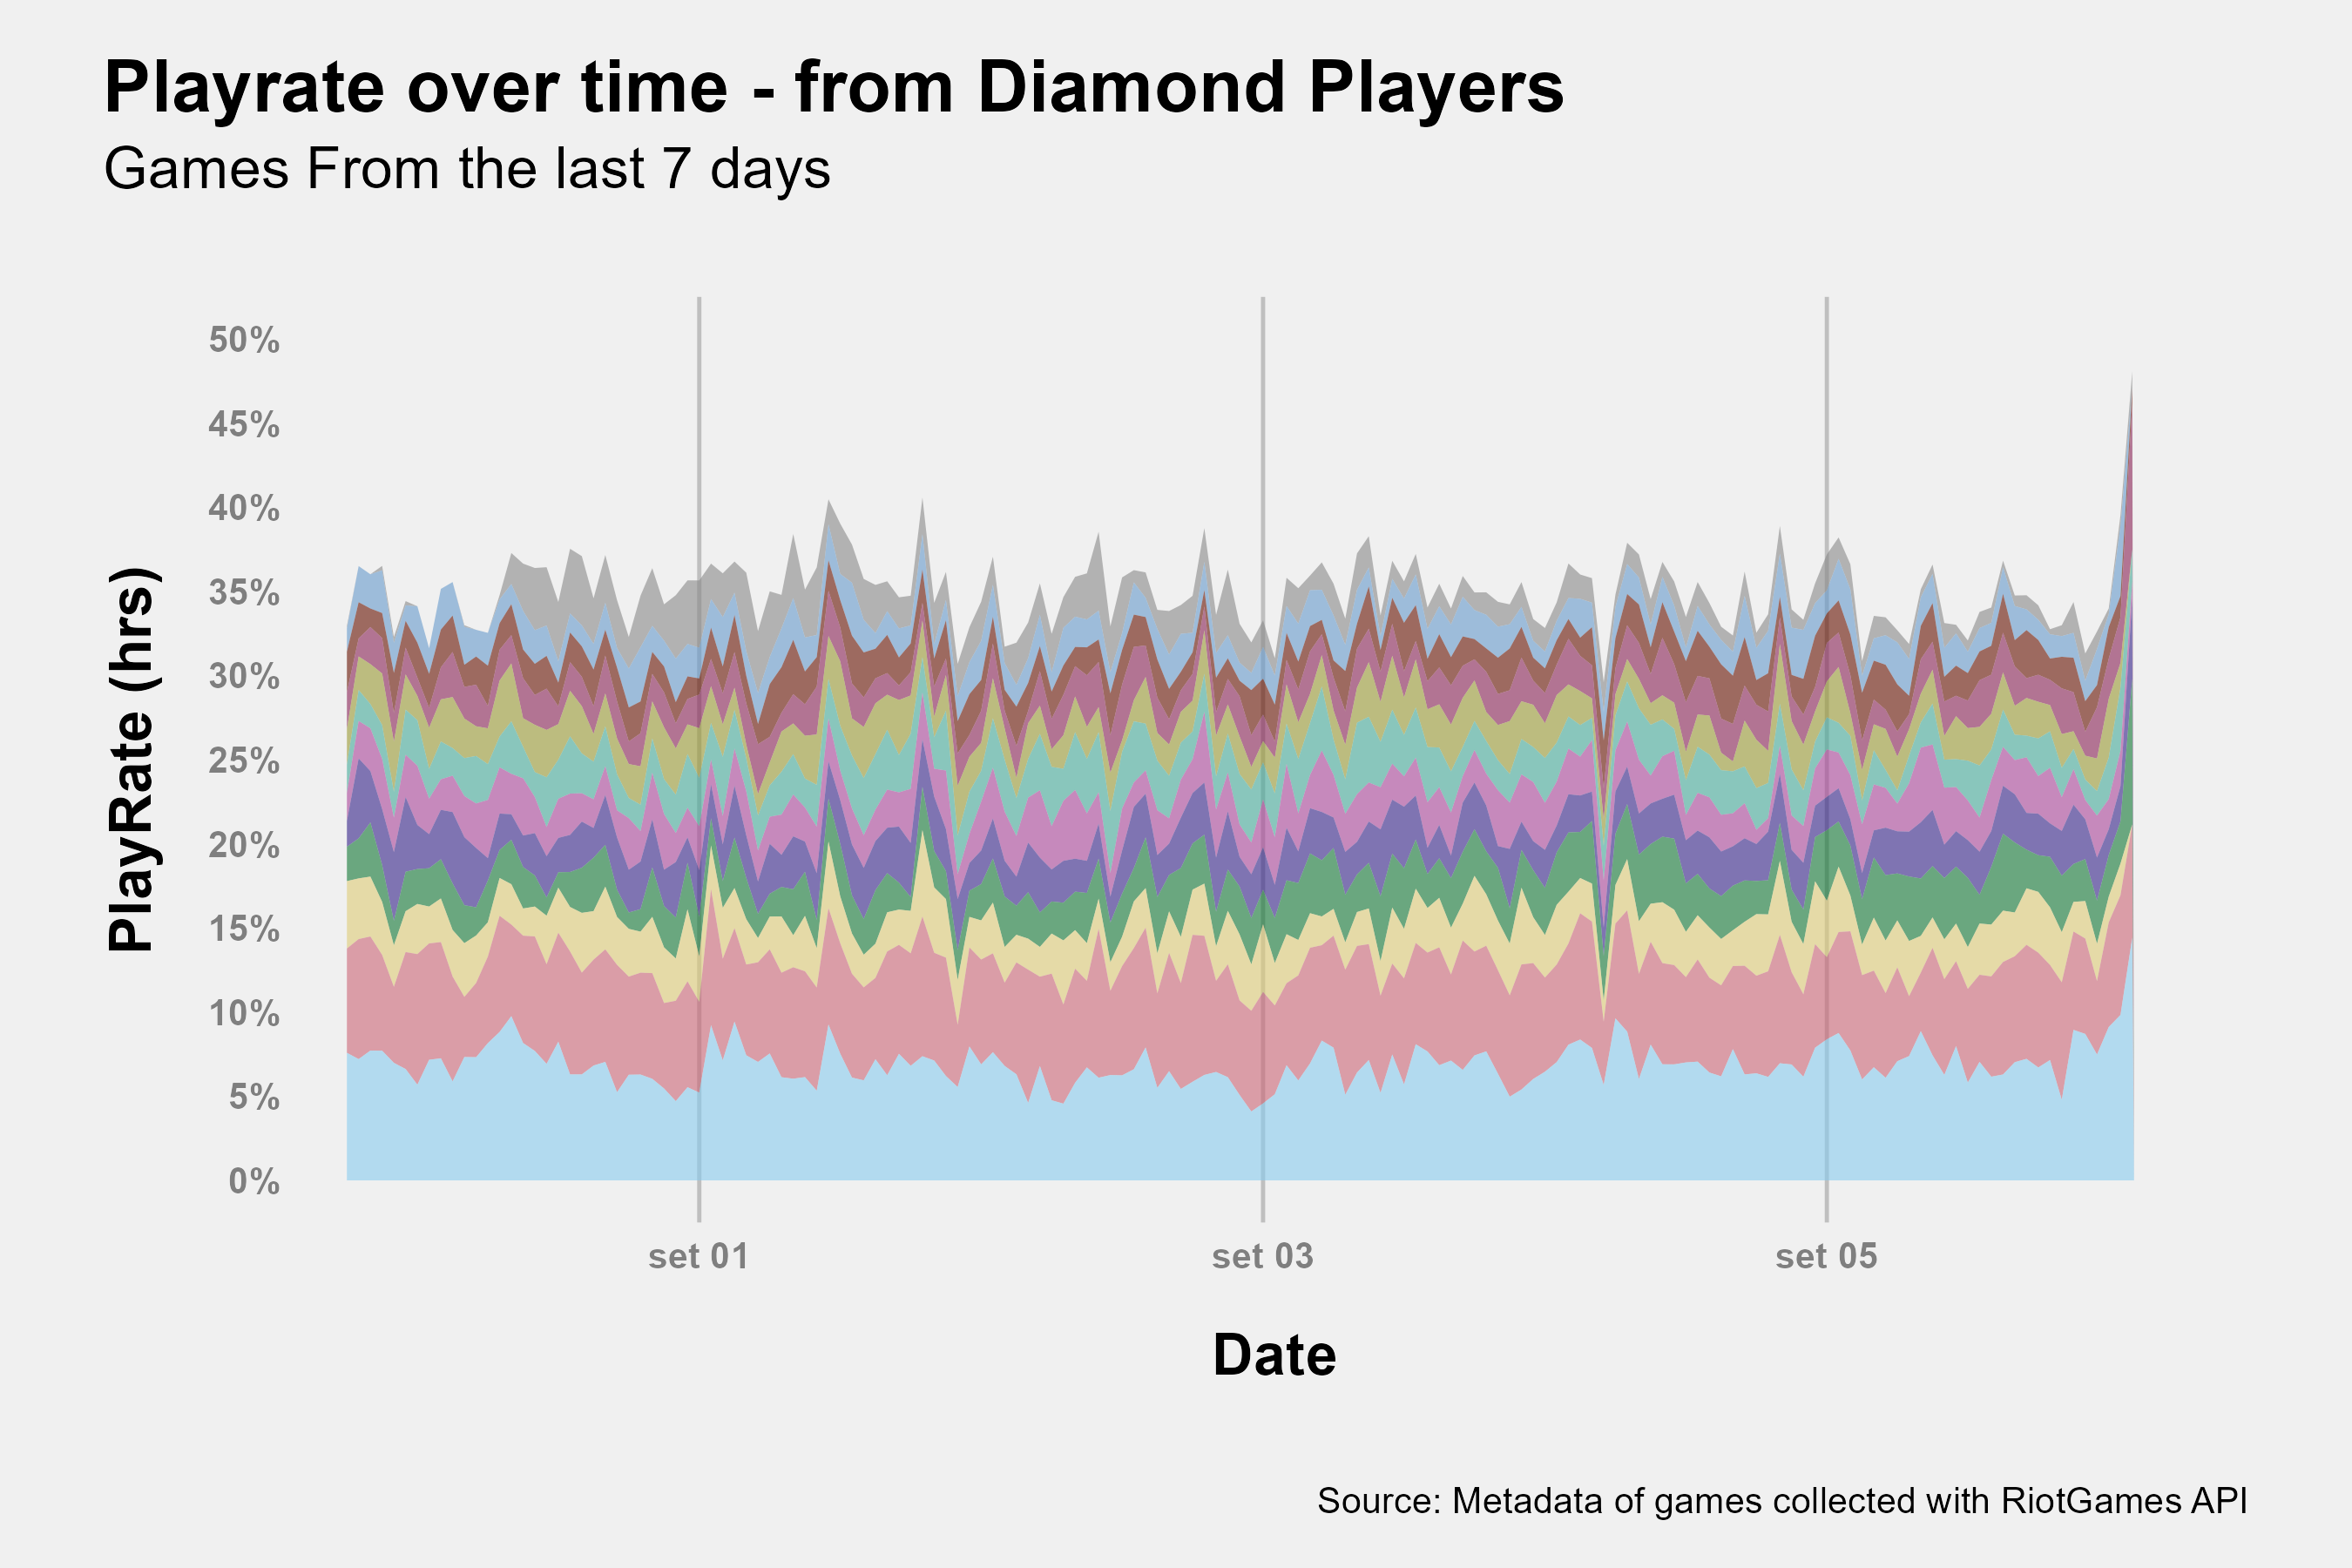 Playrate over time - from Diamond Players
Games From the last 7 days
50%
45%
40%
35%
30%
25%
20%
15%
10%
5%
0%
PlayRate (hrs)
set 01
set 03
set 05
Date
Source: Metadata of games collected with RiotGames API